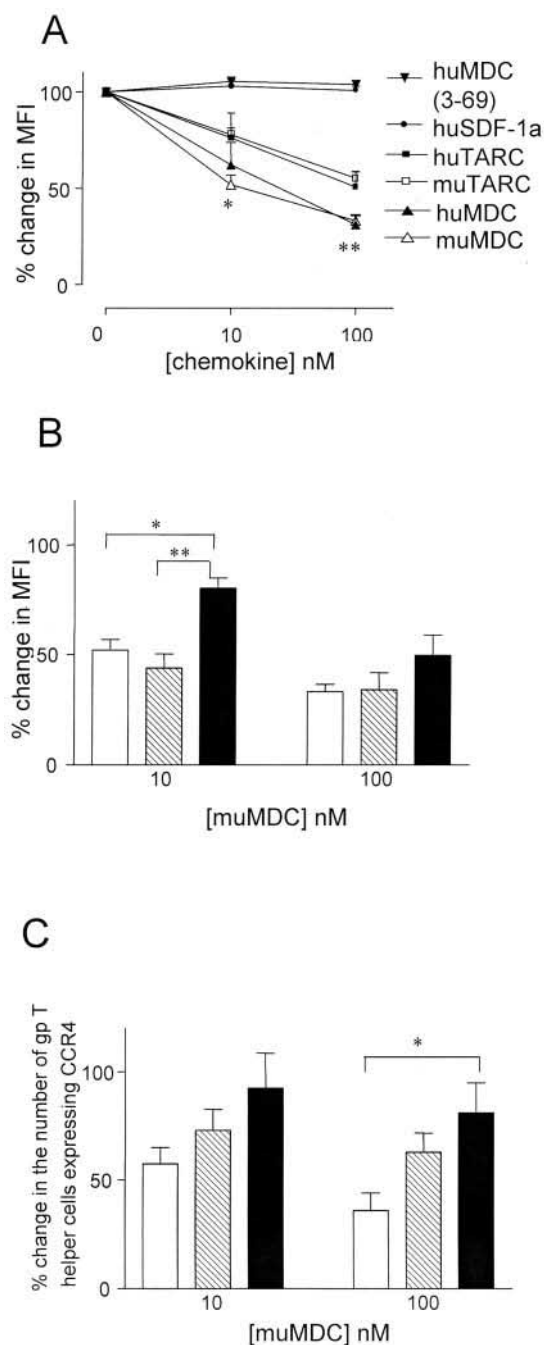 A
% change in MFI
100
50
0
*
**
0
10
100
[chemokine] nM
huMDC
(3-69)
huSDF-1a
huTARC
muTARC
huMDC
muMDC
B
% change in MFI
100
50
0
*
**
10
100
[muMDC] nM
C
% change in the number of gp T
helper cells expressing CCR4
100
50
0
*
10
100
[muMDC] nM